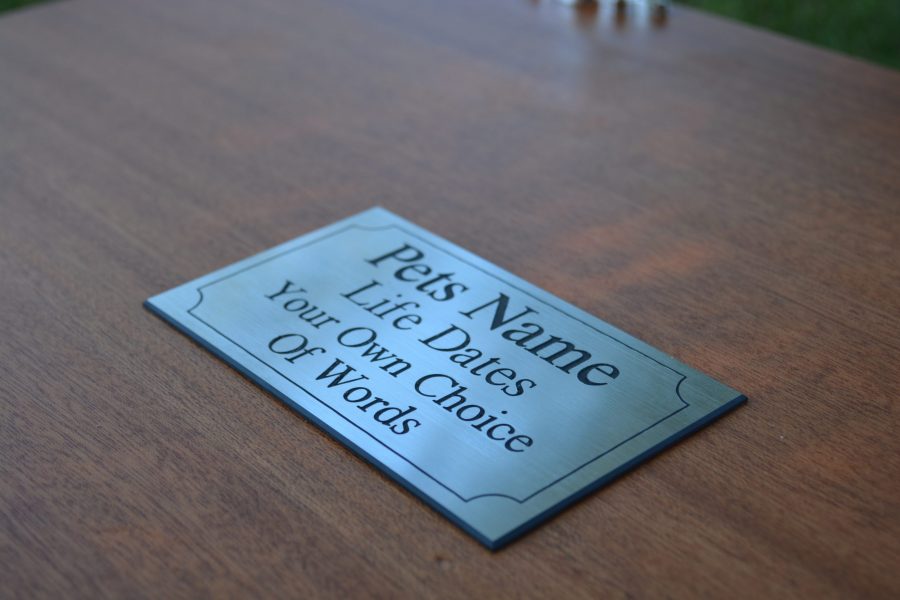 Pets Name
Life Dates
Your Own Choice
Of Words